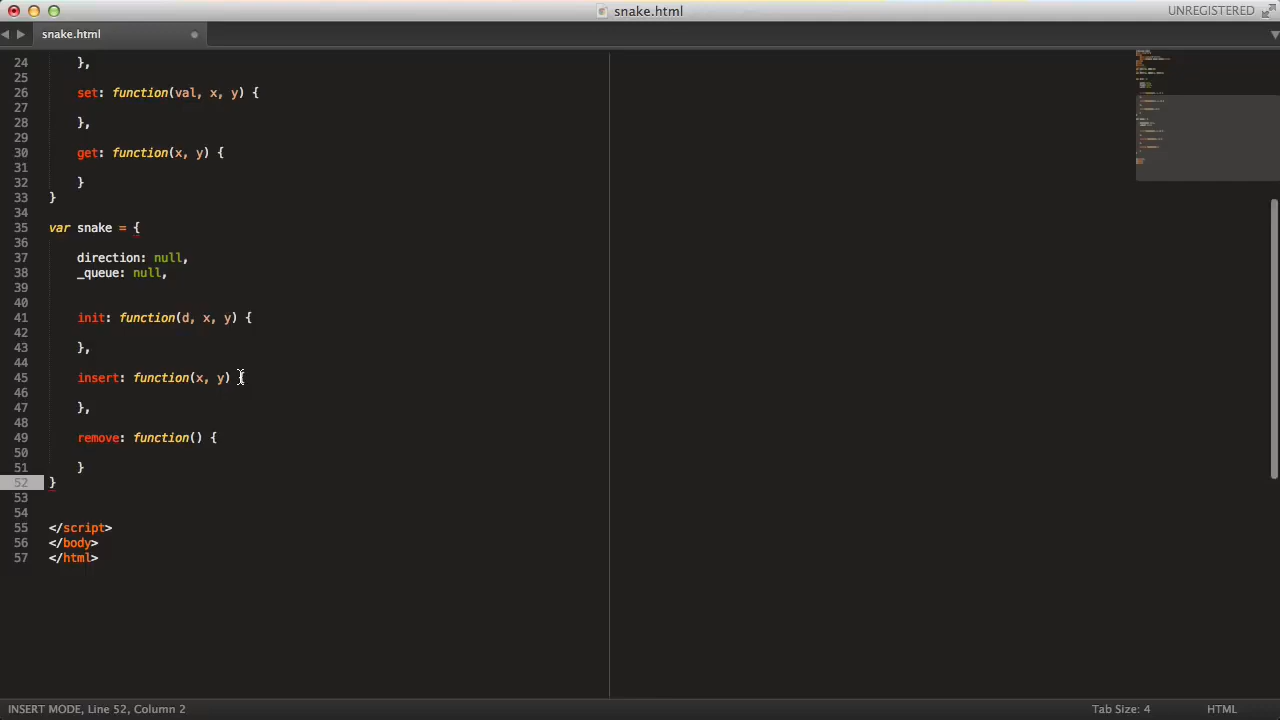 snake.html
UNREGISTERED
snake.html
24 },
25
26 set: function(val, x, y) {
27
28 },
29
30 get: function(x, y) {
31
32 }
33 }
34
35 var snake = {
36
37 direction: null,
38 _queue: null,
39
40
41 init: function(d, x, y) {
42
43 },
44
45 insert: function(x, y) {
46
47 },
48
49 remove: function() {
50
51 }
52 }
53
54
55 </script>
56 </body>
57 </html>
INSERT MODE, Line 52, Column 2
Tab Size: 4
HTML